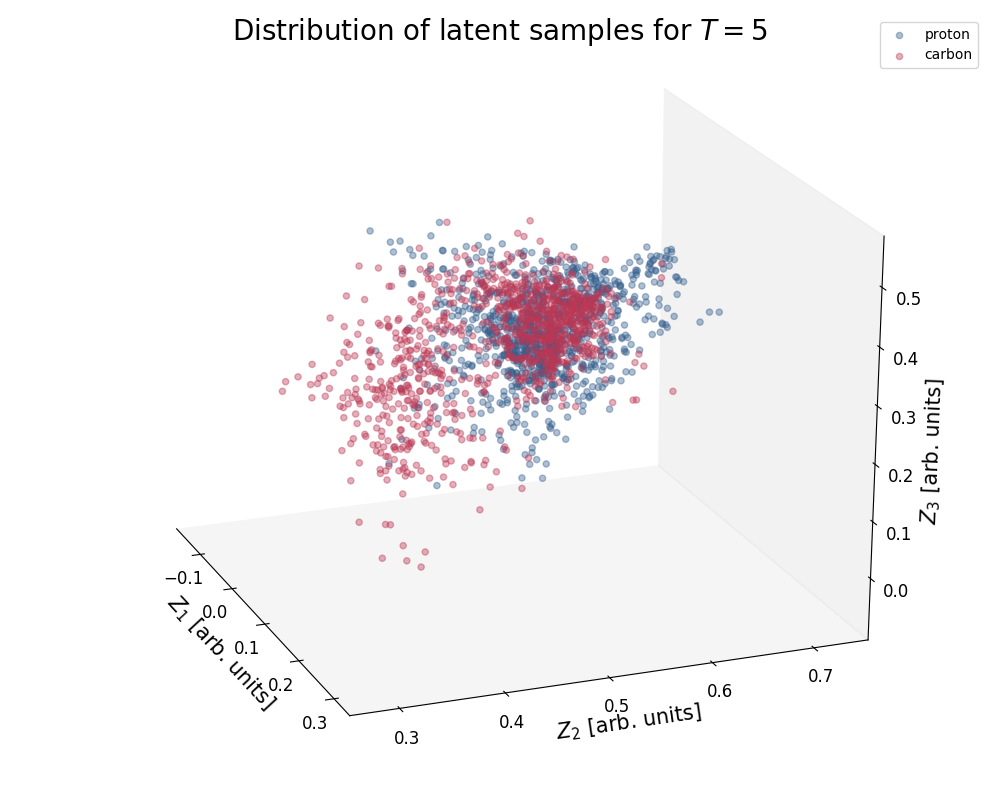 Distribution of latent samples for T = 5
proton
carbon
0.5
0.4
0.3
0.2
0.1
0.0
Z₃ [arb. units]
−0.1
0.0
0.1
0.2
0.3
Z₁ [arb. units]
0.3
0.4
0.5
0.6
0.7
Z₂ [arb. units]